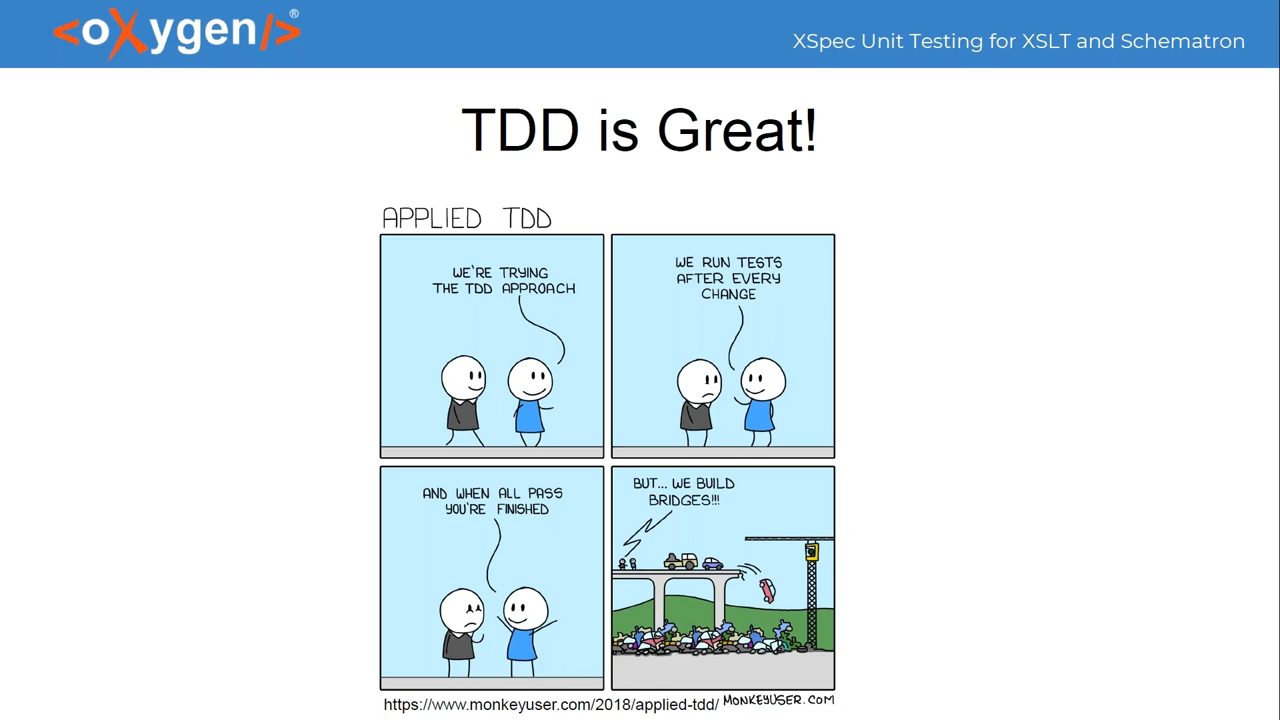 <oXygen/>®
XSpec Unit Testing for XSLT and Schematron
TDD is Great!
APPLIED TDD
WE'RE TRYING
THE TDD APPROACH
WE RUN TESTS
AFTER EVERY
CHANGE
AND WHEN ALL PASS
YOU'RE FINISHED
BUT... WE BUILD
BRIDGES!!!
https://www.monkeyuser.com/2018/applied-tdd/
MONKEYUSER.COM